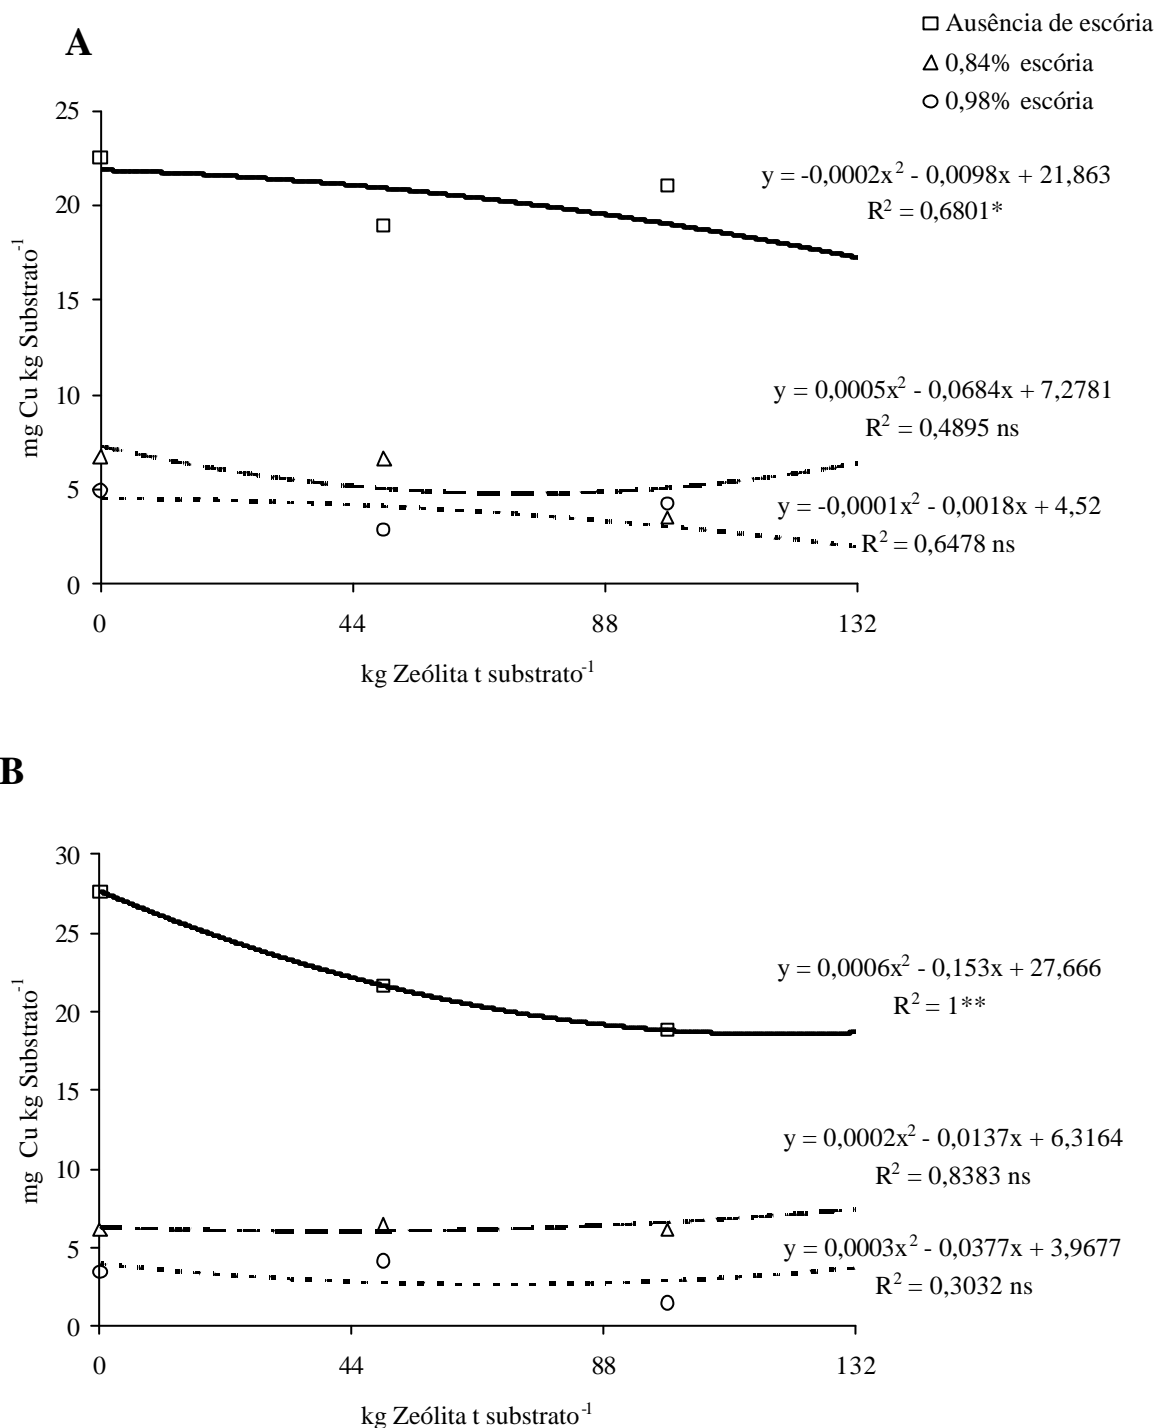 A
Ausência de escória
0,84% escória
0,98% escória
25
20
15
10
5
0
mg Cu kg Substrato⁻¹
y = -0,0002x² - 0,0098x + 21,863
R² = 0,6801*
y = 0,0005x² - 0,0684x + 7,2781
R² = 0,4895 ns
y = -0,0001x² - 0,0018x + 4,52
R² = 0,6478 ns
0 44 88 132
kg Zeólita t substrato⁻¹
B
30
25
20
15
10
5
0
mg Cu kg Substrato⁻¹
y = 0,0006x² - 0,153x + 27,666
R² = 1**
y = 0,0002x² - 0,0137x + 6,3164
R² = 0,8383 ns
y = 0,0003x² - 0,0377x + 3,9677
R² = 0,3032 ns
0 44 88 132
kg Zeólita t substrato⁻¹